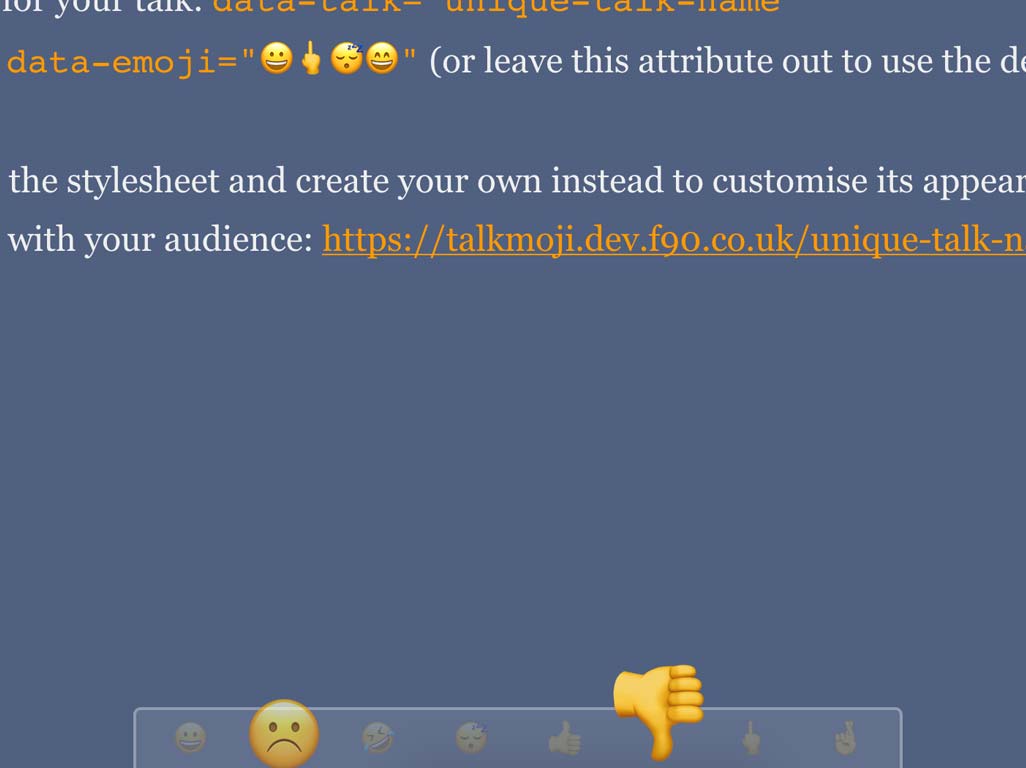 for your talk: data-talk="unique-talk-name
data-emoji="😀🖕😴😄" (or leave this attribute out to use the
the stylesheet and create your own instead to customise its
with your audience: https://talkmoji.dev.f90.co.uk/unique-talk-n